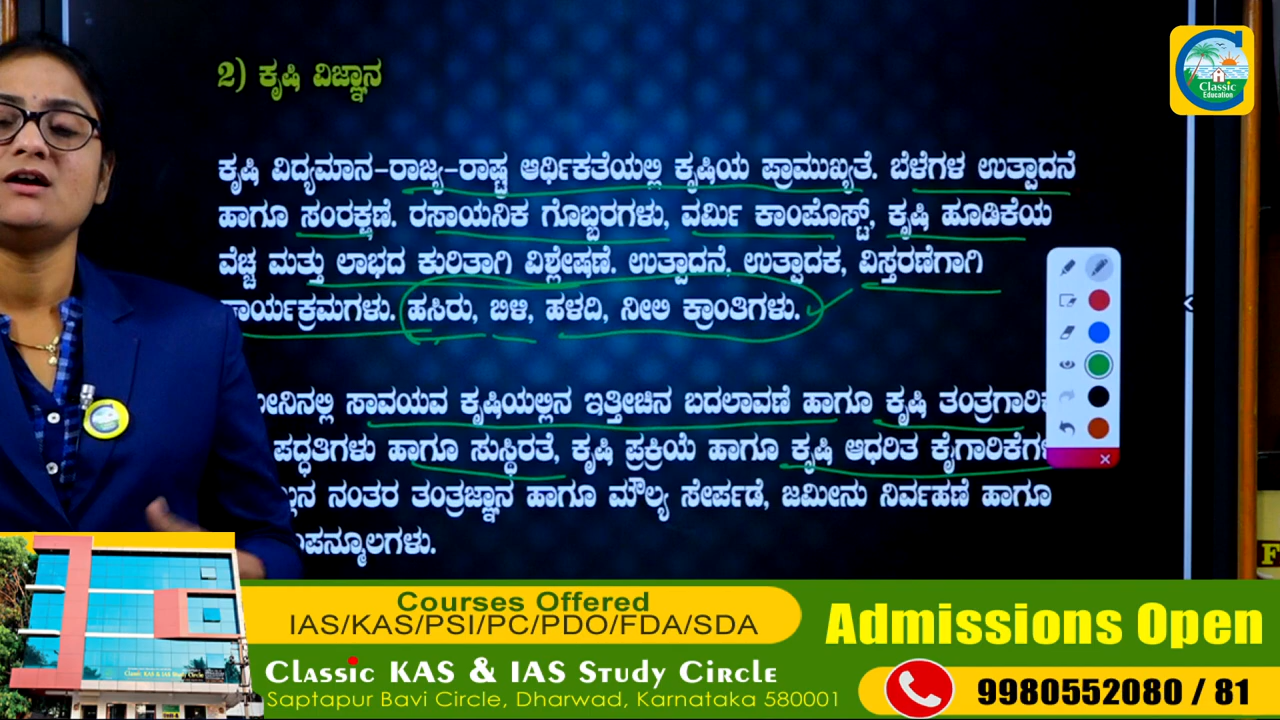 2) ಕೃಷಿ ವಿಜ್ಞಾನ
ಕೃಷಿ ವಿದ್ಯಮಾನ-ರಾಜ್ಯ-ರಾಷ್ಟ್ರ ಆರ್ಥಿಕತೆಯಲ್ಲಿ ಕೃಷಿಯ ಪ್ರಾಮುಖ್ಯತೆ. ಬೆಳೆಗಳ ಉತ್ಪಾದನೆ
ಹಾಗೂ ಸಂರಕ್ಷಣೆ. ರಸಾಯನಿಕ ಗೊಬ್ಬರಗಳು, ವರ್ಮಿ ಕಾಂಪೊಸ್ಟ್, ಕೃಷಿ ಹೂಡಿಕೆಯ
ವೆಚ್ಚ ಮತ್ತು ಲಾಭದ ಕುರಿತಾಗಿ ವಿಶ್ಲೇಷಣೆ. ಉತ್ಪಾದನೆ. ಉತ್ಪಾದಕ, ವಿಸ್ತರಣೆಗಾಗಿ
ಹಸಿರು, ಬಿಳಿ, ಹಳದಿ, ನೀಲಿ ಕ್ರಾಂತಿಗಳು.
ಸಾವಯವ ಕೃಷಿಯಲ್ಲಿನ ಇತ್ತೀಚಿನ ಬದಲಾವಣೆ ಹಾಗೂ ಕೃಷಿ
ಪದ್ಧತಿಗಳು ಹಾಗೂ ಸುಸ್ಥಿರತೆ, ಕೃಷಿ ಪ್ರಕ್ರಿಯೆ ಹಾಗೂ ಕೃಷಿ ಆಧರಿತ
ನಂತರ ತಂತ್ರಜ್ಞಾನ ಹಾಗೂ ಮೌಲ್ಯ ಸೇರ್ಪಡೆ, ಜಮೀನು ನಿರ್ವಹಣೆ ಹಾಗೂ
Classic
Education
Courses Offered
IAS/KAS/PSI/PC/PDO/FDA/SDA
Admissions Open
Classic KAS & IAS Study Circle
Saptapur Bavi Circle, Dharwad, Karnataka 580001
9980552080 / 81